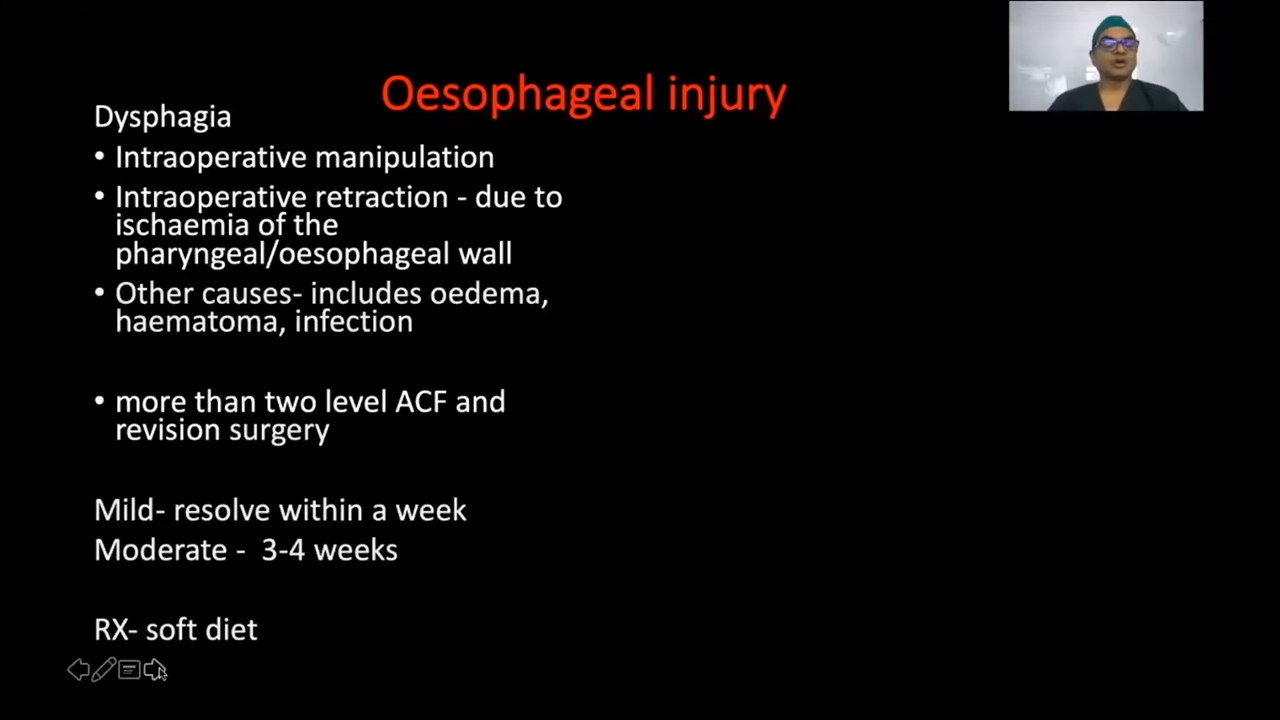 Oesophageal injury
Dysphagia
• Intraoperative manipulation
• Intraoperative retraction - due to
ischaemia of the
pharyngeal/oesophageal wall
• Other causes- includes oedema,
haematoma, infection
• more than two level ACF and
revision surgery
Mild- resolve within a week
Moderate -  3-4 weeks
RX- soft diet